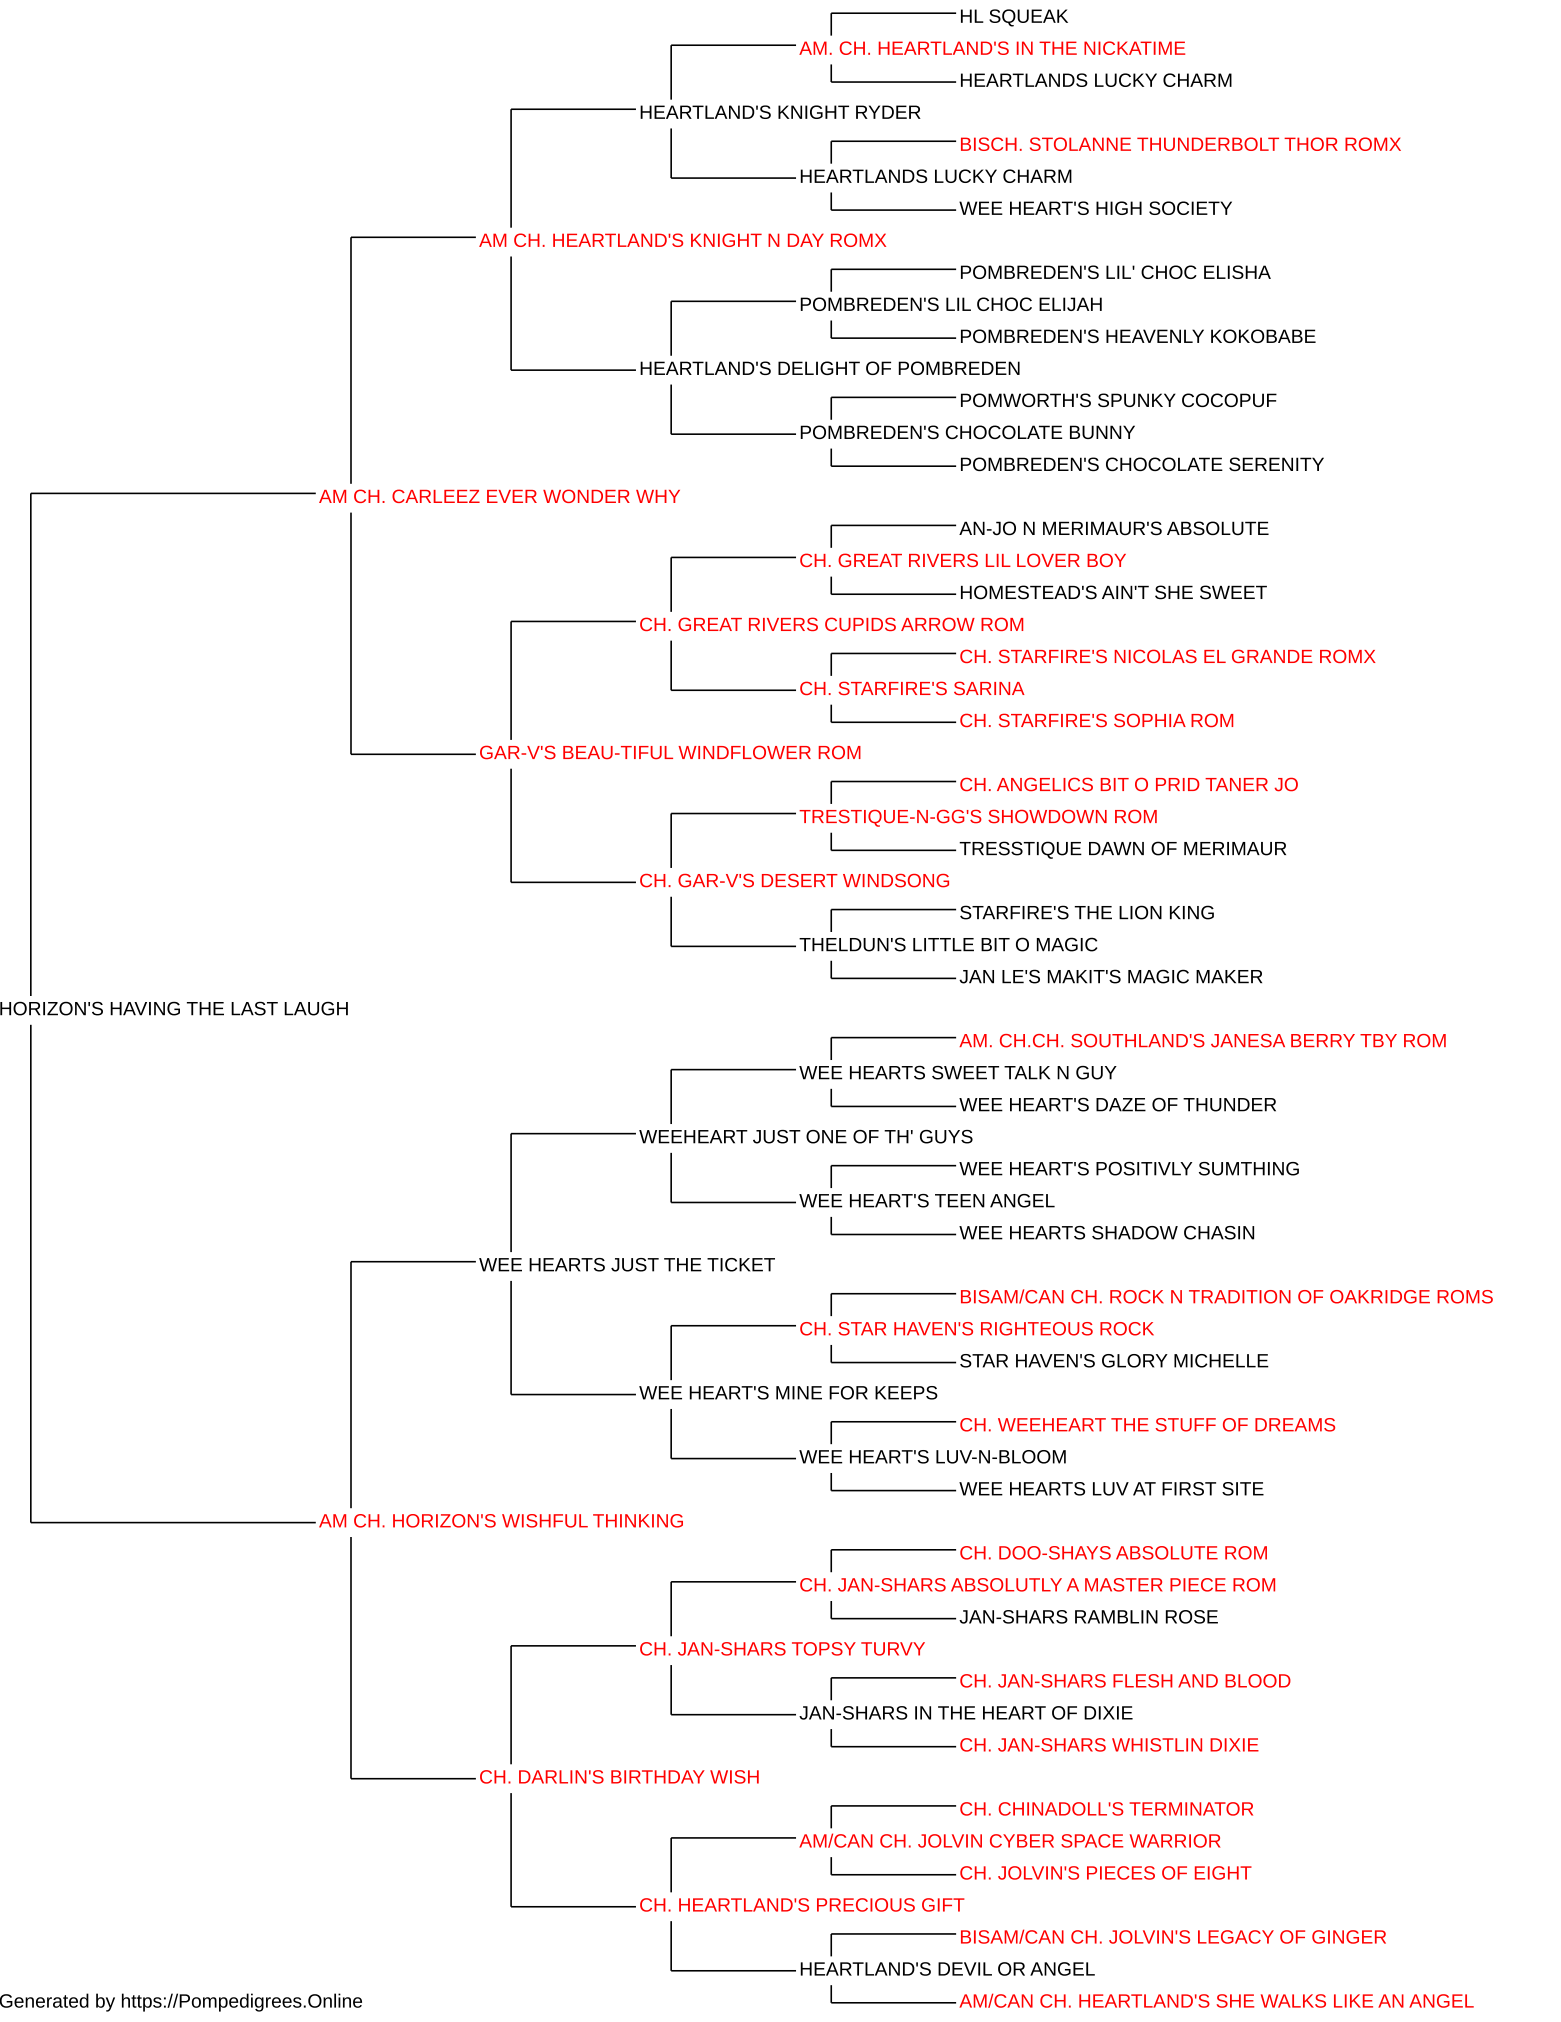 HL SQUEAK
AM. CH. HEARTLAND'S IN THE NICKATIME
HEARTLANDS LUCKY CHARM
HEARTLAND'S KNIGHT RYDER
BISCH. STOLANNE THUNDERBOLT THOR ROMX
HEARTLANDS LUCKY CHARM
WEE HEART'S HIGH SOCIETY
AM CH. HEARTLAND'S KNIGHT N DAY ROMX
POMBREDEN'S LIL' CHOC ELISHA
POMBREDEN'S LIL CHOC ELIJAH
POMBREDEN'S HEAVENLY KOKOBABE
HEARTLAND'S DELIGHT OF POMBREDEN
POMWORTH'S SPUNKY COCOPUF
POMBREDEN'S CHOCOLATE BUNNY
POMBREDEN'S CHOCOLATE SERENITY
AM CH. CARLEEZ EVER WONDER WHY
AN-JO N MERIMAUR'S ABSOLUTE
CH. GREAT RIVERS LIL LOVER BOY
HOMESTEAD'S AIN'T SHE SWEET
CH. GREAT RIVERS CUPIDS ARROW ROM
CH. STARFIRE'S NICOLAS EL GRANDE ROMX
CH. STARFIRE'S SARINA
CH. STARFIRE'S SOPHIA ROM
GAR-V'S BEAU-TIFUL WINDFLOWER ROM
CH. ANGELICS BIT O PRID TANER JO
TRESTIQUE-N-GG'S SHOWDOWN ROM
TRESSTIQUE DAWN OF MERIMAUR
CH. GAR-V'S DESERT WINDSONG
STARFIRE'S THE LION KING
THELDUN'S LITTLE BIT O MAGIC
JAN LE'S MAKIT'S MAGIC MAKER
HORIZON'S HAVING THE LAST LAUGH
AM. CH.CH. SOUTHLAND'S JANESA BERRY TBY ROM
WEE HEARTS SWEET TALK N GUY
WEE HEART'S DAZE OF THUNDER
WEEHEART JUST ONE OF TH' GUYS
WEE HEART'S POSITIVLY SUMTHING
WEE HEART'S TEEN ANGEL
WEE HEARTS SHADOW CHASIN
WEE HEARTS JUST THE TICKET
BISAM/CAN CH. ROCK N TRADITION OF OAKRIDGE ROMS
CH. STAR HAVEN'S RIGHTEOUS ROCK
STAR HAVEN'S GLORY MICHELLE
WEE HEART'S MINE FOR KEEPS
CH. WEEHEART THE STUFF OF DREAMS
WEE HEART'S LUV-N-BLOOM
WEE HEARTS LUV AT FIRST SITE
AM CH. HORIZON'S WISHFUL THINKING
CH. DOO-SHAYS ABSOLUTE ROM
CH. JAN-SHARS ABSOLUTLY A MASTER PIECE ROM
JAN-SHARS RAMBLIN ROSE
CH. JAN-SHARS TOPSY TURVY
CH. JAN-SHARS FLESH AND BLOOD
JAN-SHARS IN THE HEART OF DIXIE
CH. JAN-SHARS WHISTLIN DIXIE
CH. DARLIN'S BIRTHDAY WISH
CH. CHINADOLL'S TERMINATOR
AM/CAN CH. JOLVIN CYBER SPACE WARRIOR
CH. JOLVIN'S PIECES OF EIGHT
CH. HEARTLAND'S PRECIOUS GIFT
BISAM/CAN CH. JOLVIN'S LEGACY OF GINGER
HEARTLAND'S DEVIL OR ANGEL
AM/CAN CH. HEARTLAND'S SHE WALKS LIKE AN ANGEL
Generated by https://Pompedigrees.Online